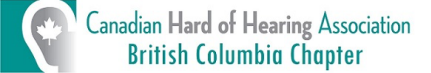 Canadian Hard of Hearing Association
British Columbia Chapter